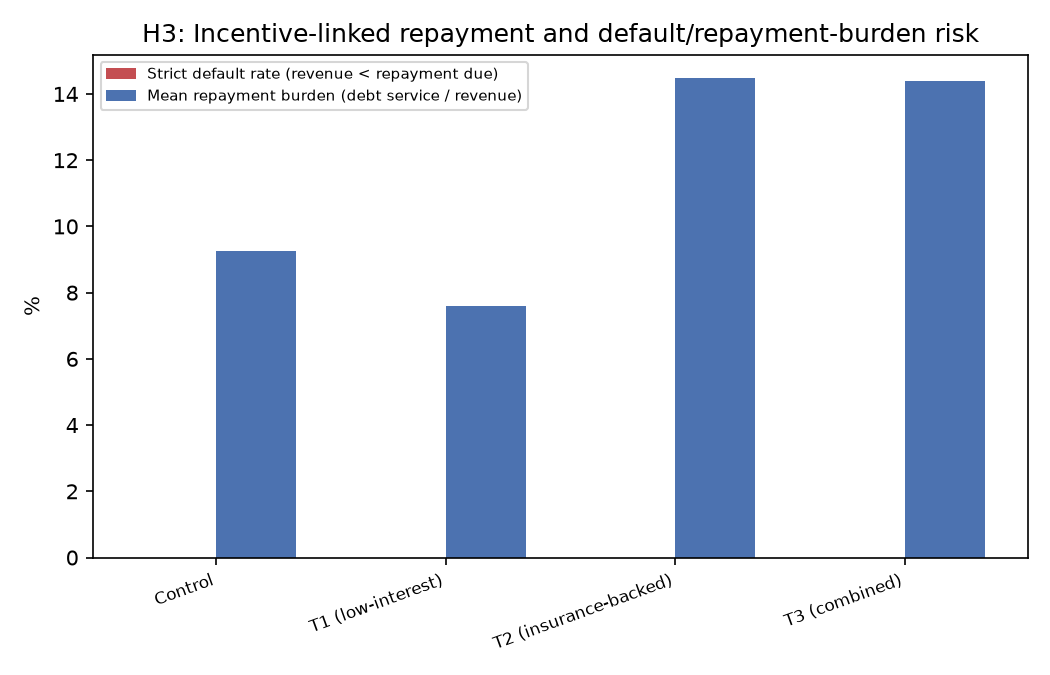 H3: Incentive-linked repayment and default/repayment-burden risk
Strict default rate (revenue < repayment due)
Mean repayment burden (debt service / revenue)
14
12
10
8
6
4
2
0
%
Control
T1 (low-interest)
T2 (insurance-backed)
T3 (combined)